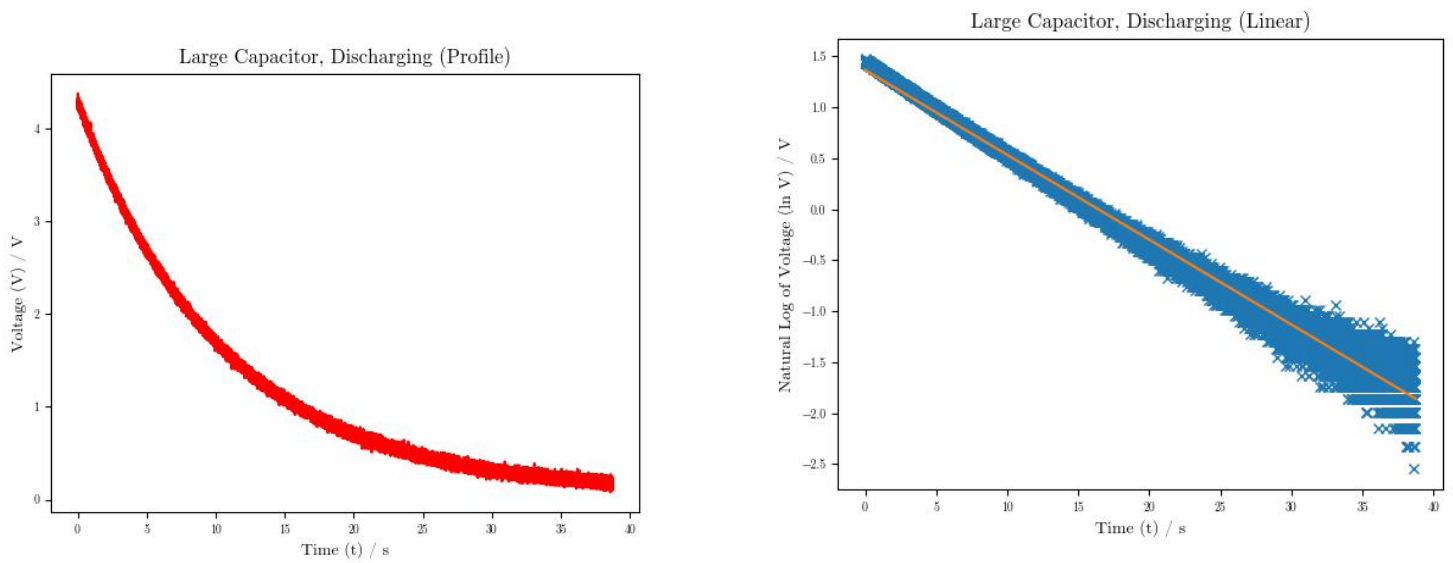 Large Capacitor, Discharging (Profile)
Voltage (V) / V
4
3
2
1
0
0 5 10 15 20 25 30 35 40
Time (t) / s
Large Capacitor, Discharging (Linear)
Natural Log of Voltage (ln V) / V
1.5
1.0
0.5
0.0
−0.5
−1.0
−1.5
−2.0
−2.5
0 5 10 15 20 25 30 35 40
Time (t) / s